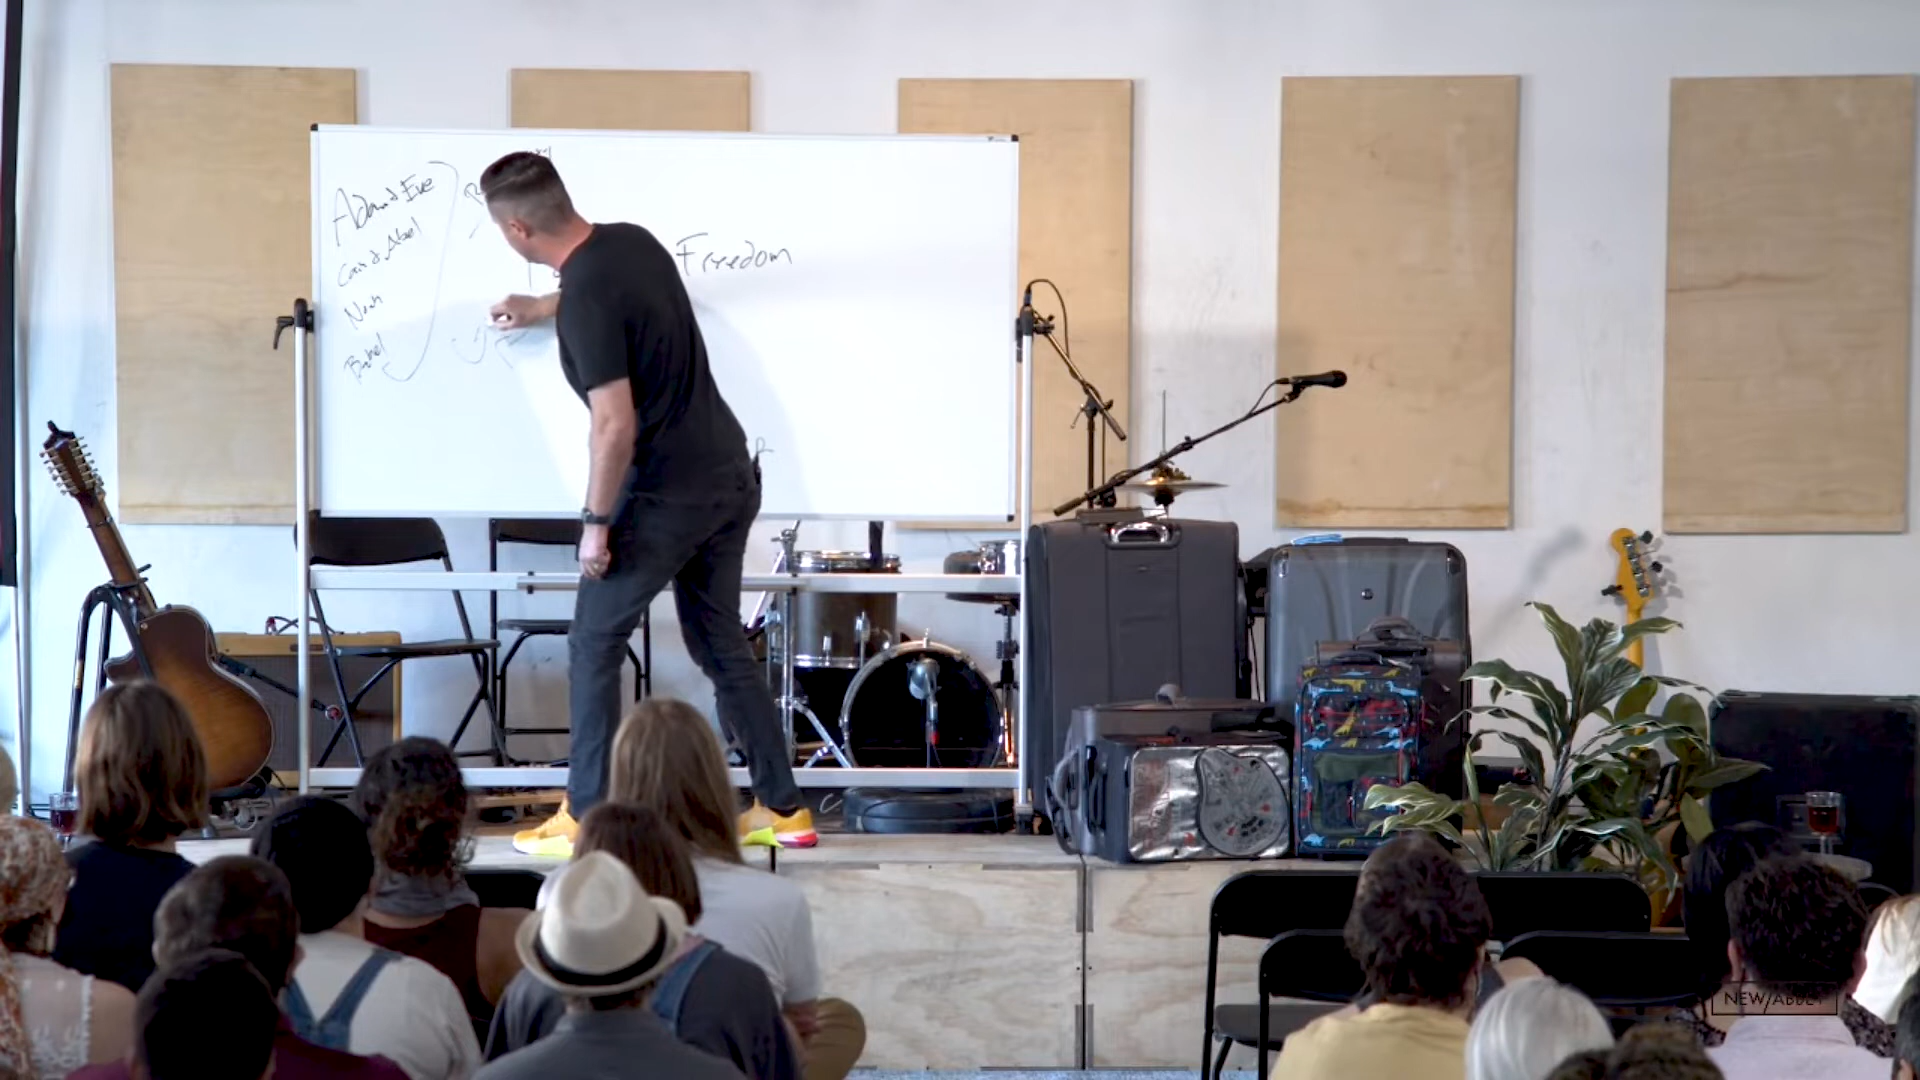 Adam & Eve
Cain & Abel
Noah
Babel
Freedom
NEW/ABBEY